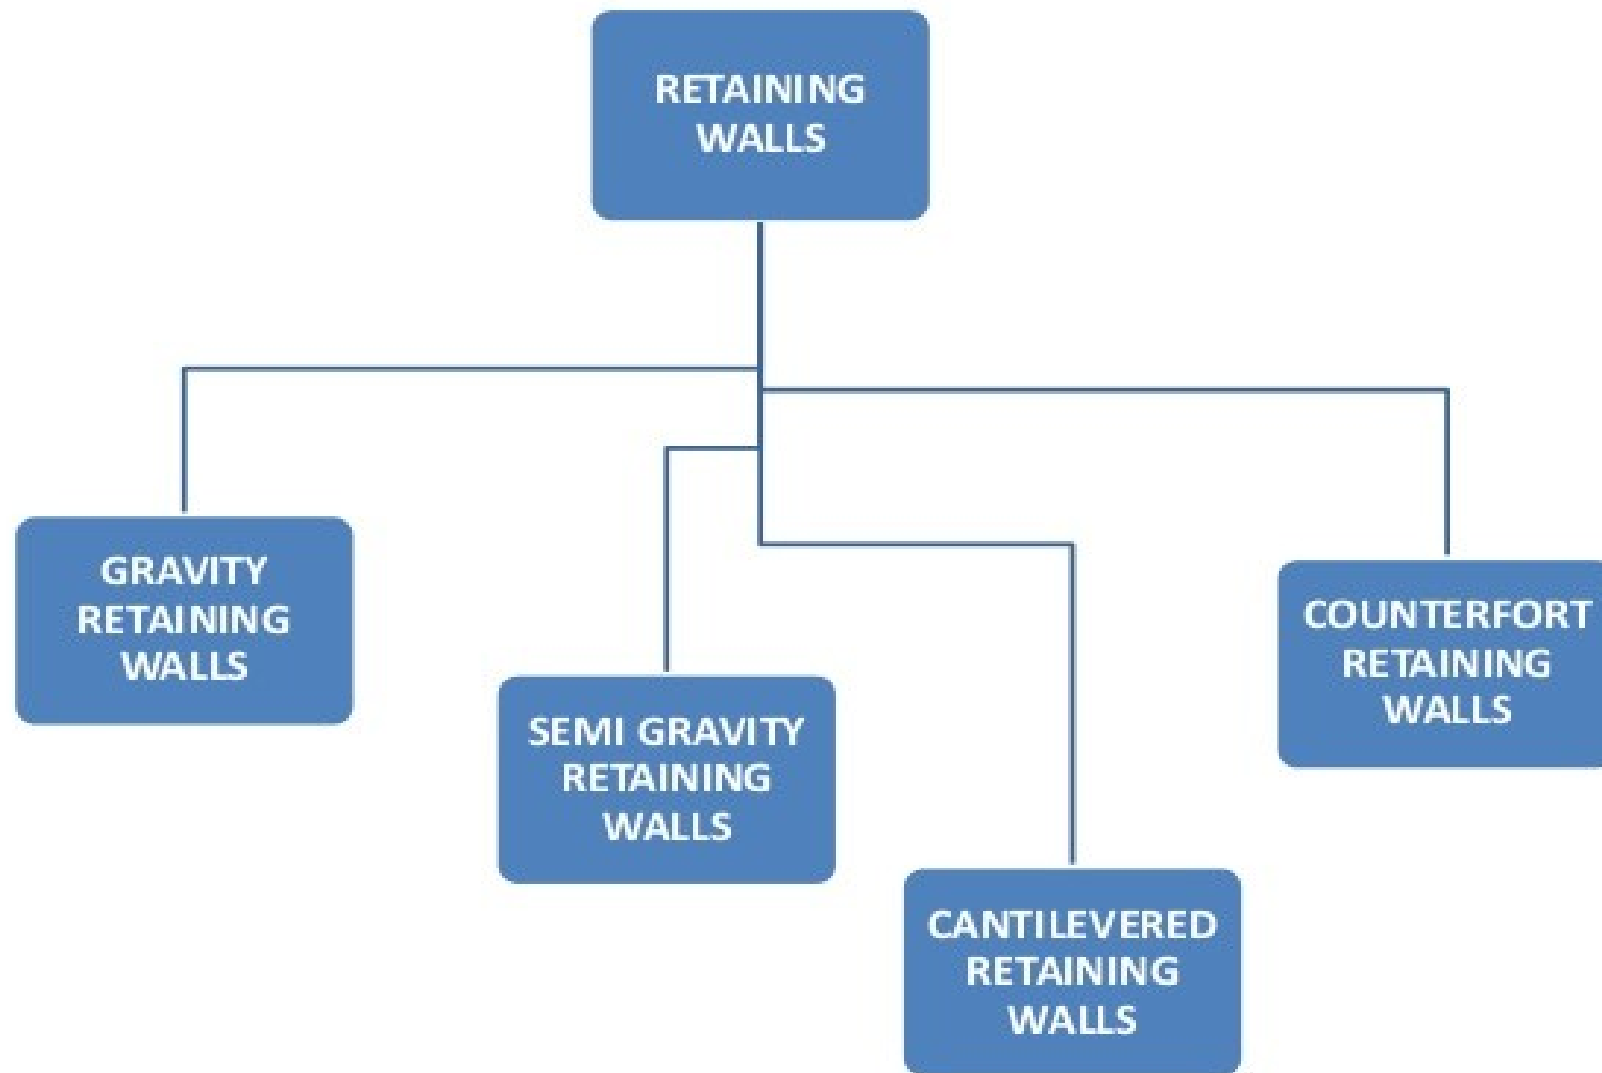 RETAINING
WALLS
GRAVITY
RETAINING
WALLS
SEMI GRAVITY
RETAINING
WALLS
CANTILEVERED
RETAINING
WALLS
COUNTERFORT
RETAINING
WALLS